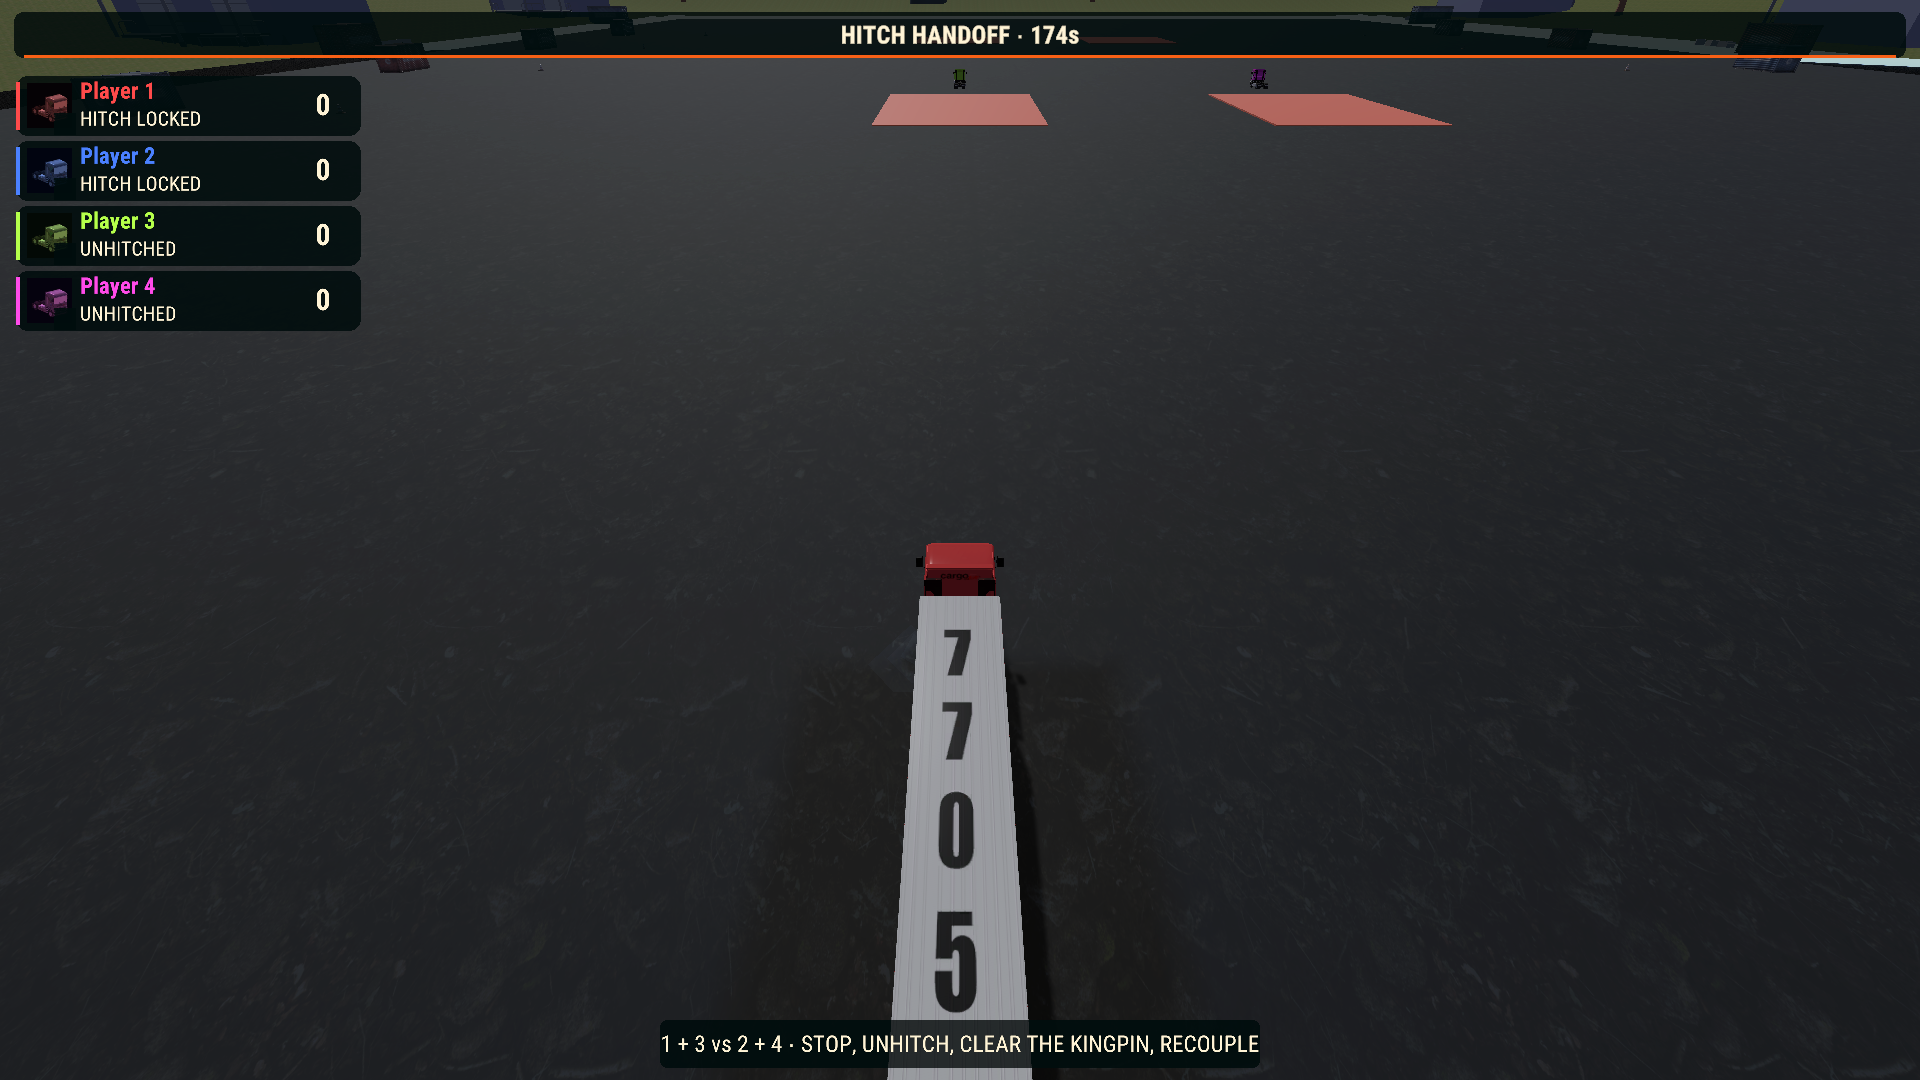 HITCH HANDOFF · 174s
Player 1
HITCH LOCKED
0
Player 2
HITCH LOCKED
0
Player 3
UNHITCHED
0
Player 4
UNHITCHED
0
cargo
7
7
0
5
1 + 3 vs 2 + 4 · STOP, UNHITCH, CLEAR THE KINGPIN, RECOUPLE